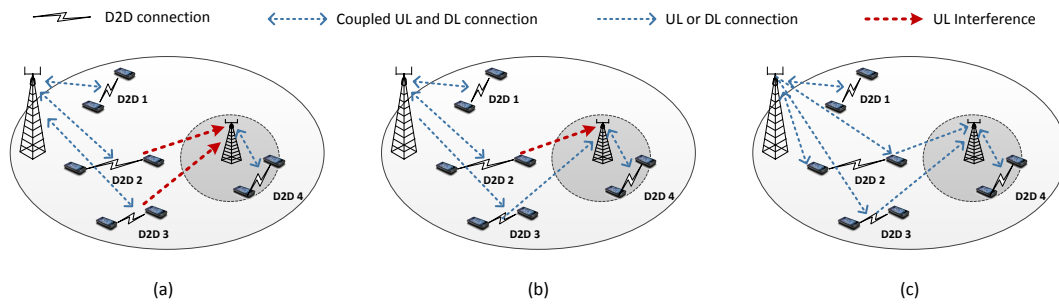 D2D connection Coupled UL and DL connection UL or DL connection UL Interference
D2D 1
D2D 2
D2D 3
D2D 4
(a)
D2D 1
D2D 2
D2D 3
D2D 4
(b)
D2D 1
D2D 2
D2D 3
D2D 4
(c)